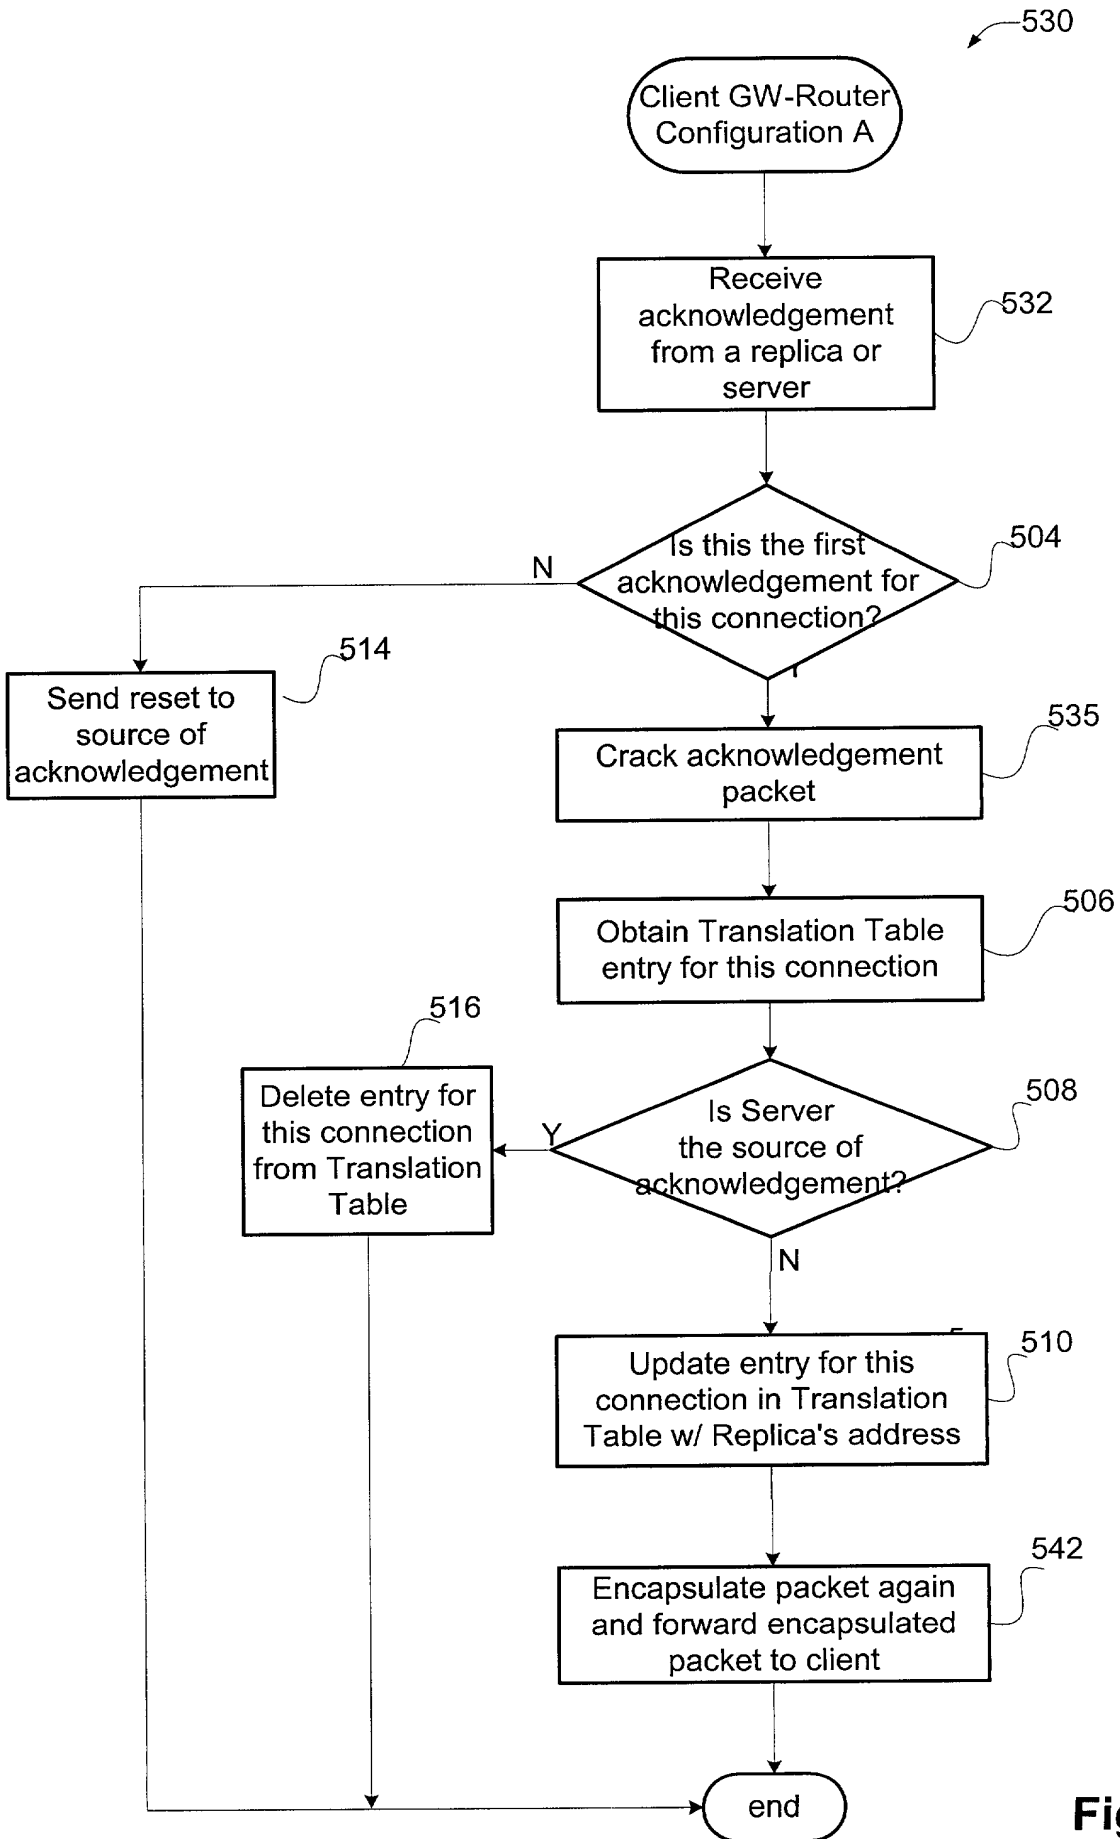 530
Client GW-Router
Configuration A
Receive
acknowledgement
from a replica or
server
532
Is this the first
acknowledgement for
this connection?
504
N
514
Send reset to
source of
acknowledgement
535
Crack acknowledgement
packet
506
Obtain Translation Table
entry for this connection
516
Delete entry for
this connection
from Translation
Table
Y
Is Server
the source of
acknowledgement?
508
N
510
Update entry for this
connection in Translation
Table w/ Replica's address
542
Encapsulate packet again
and forward encapsulated
packet to client
end